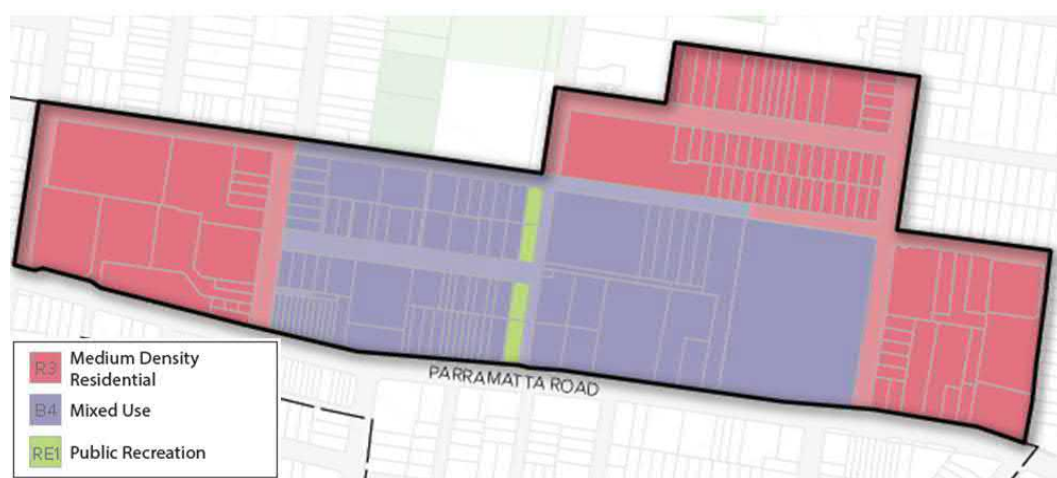 PARRAMATTA ROAD
R3 Medium Density
Residential
B4 Mixed Use
RE1 Public Recreation